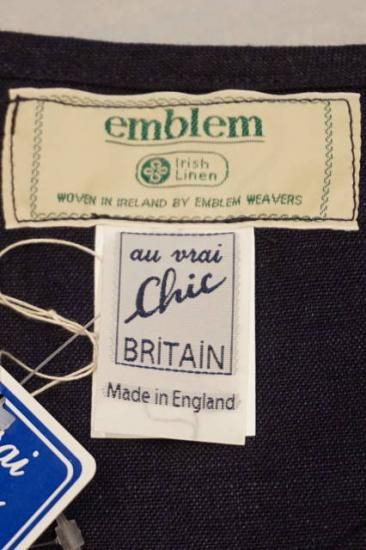 emblem
Irish
Linen
WOVEN IN IRELAND BY EMBLEM WEAVERS
au vrai
Chic
BRITAIN
Made in England